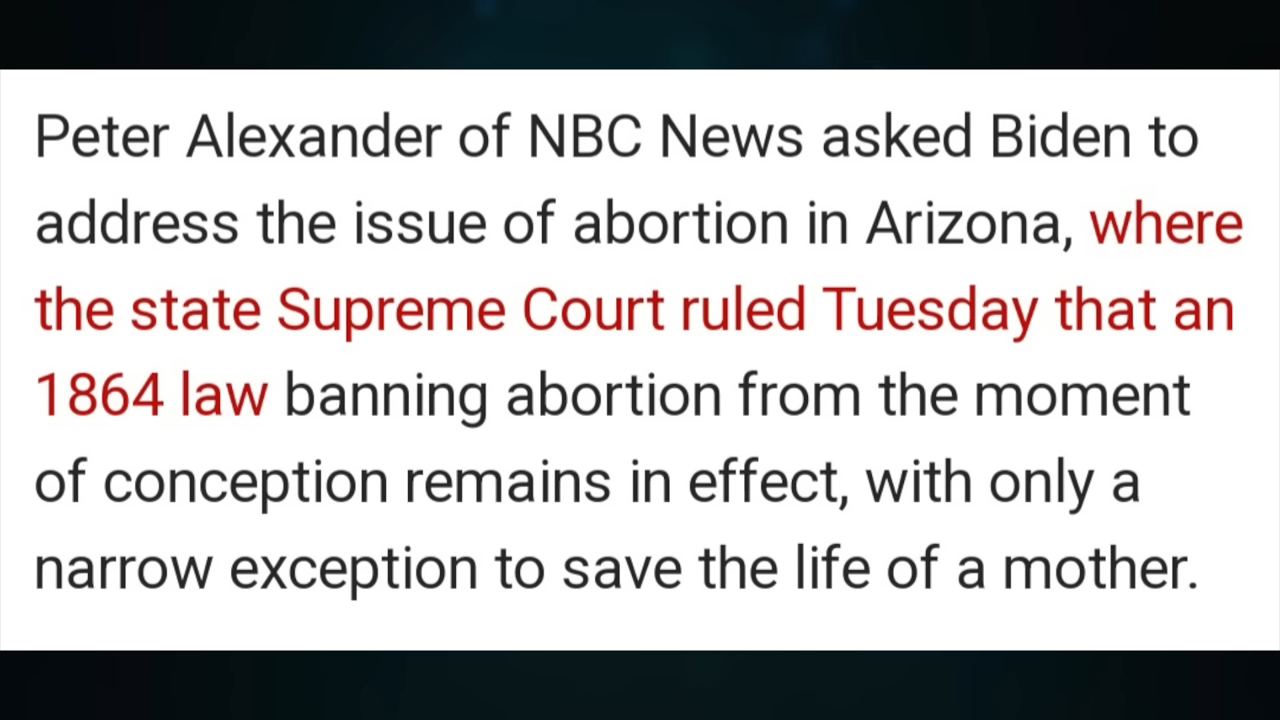 Peter Alexander of NBC News asked Biden to
address the issue of abortion in Arizona, where
the state Supreme Court ruled Tuesday that an
1864 law banning abortion from the moment
of conception remains in effect, with only a
narrow exception to save the life of a mother.